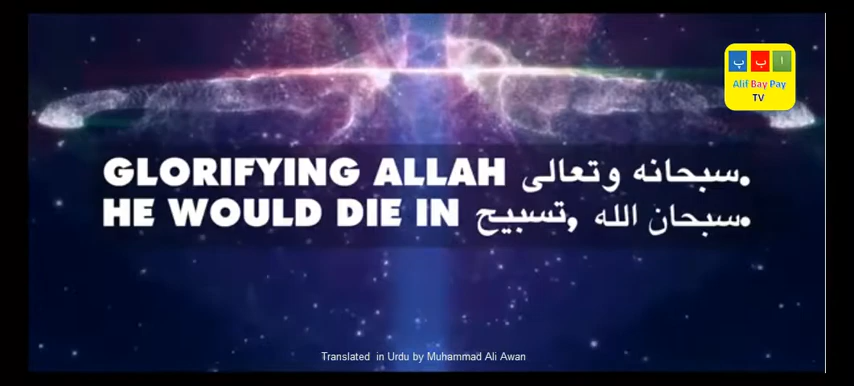 پ ب ا
Alif Bay Pay
TV
GLORIFYING ALLAH سبحانه وتعالى.
HE WOULD DIE IN تسبيح, سبحان الله.
Translated in Urdu by Muhammad Ali Awan